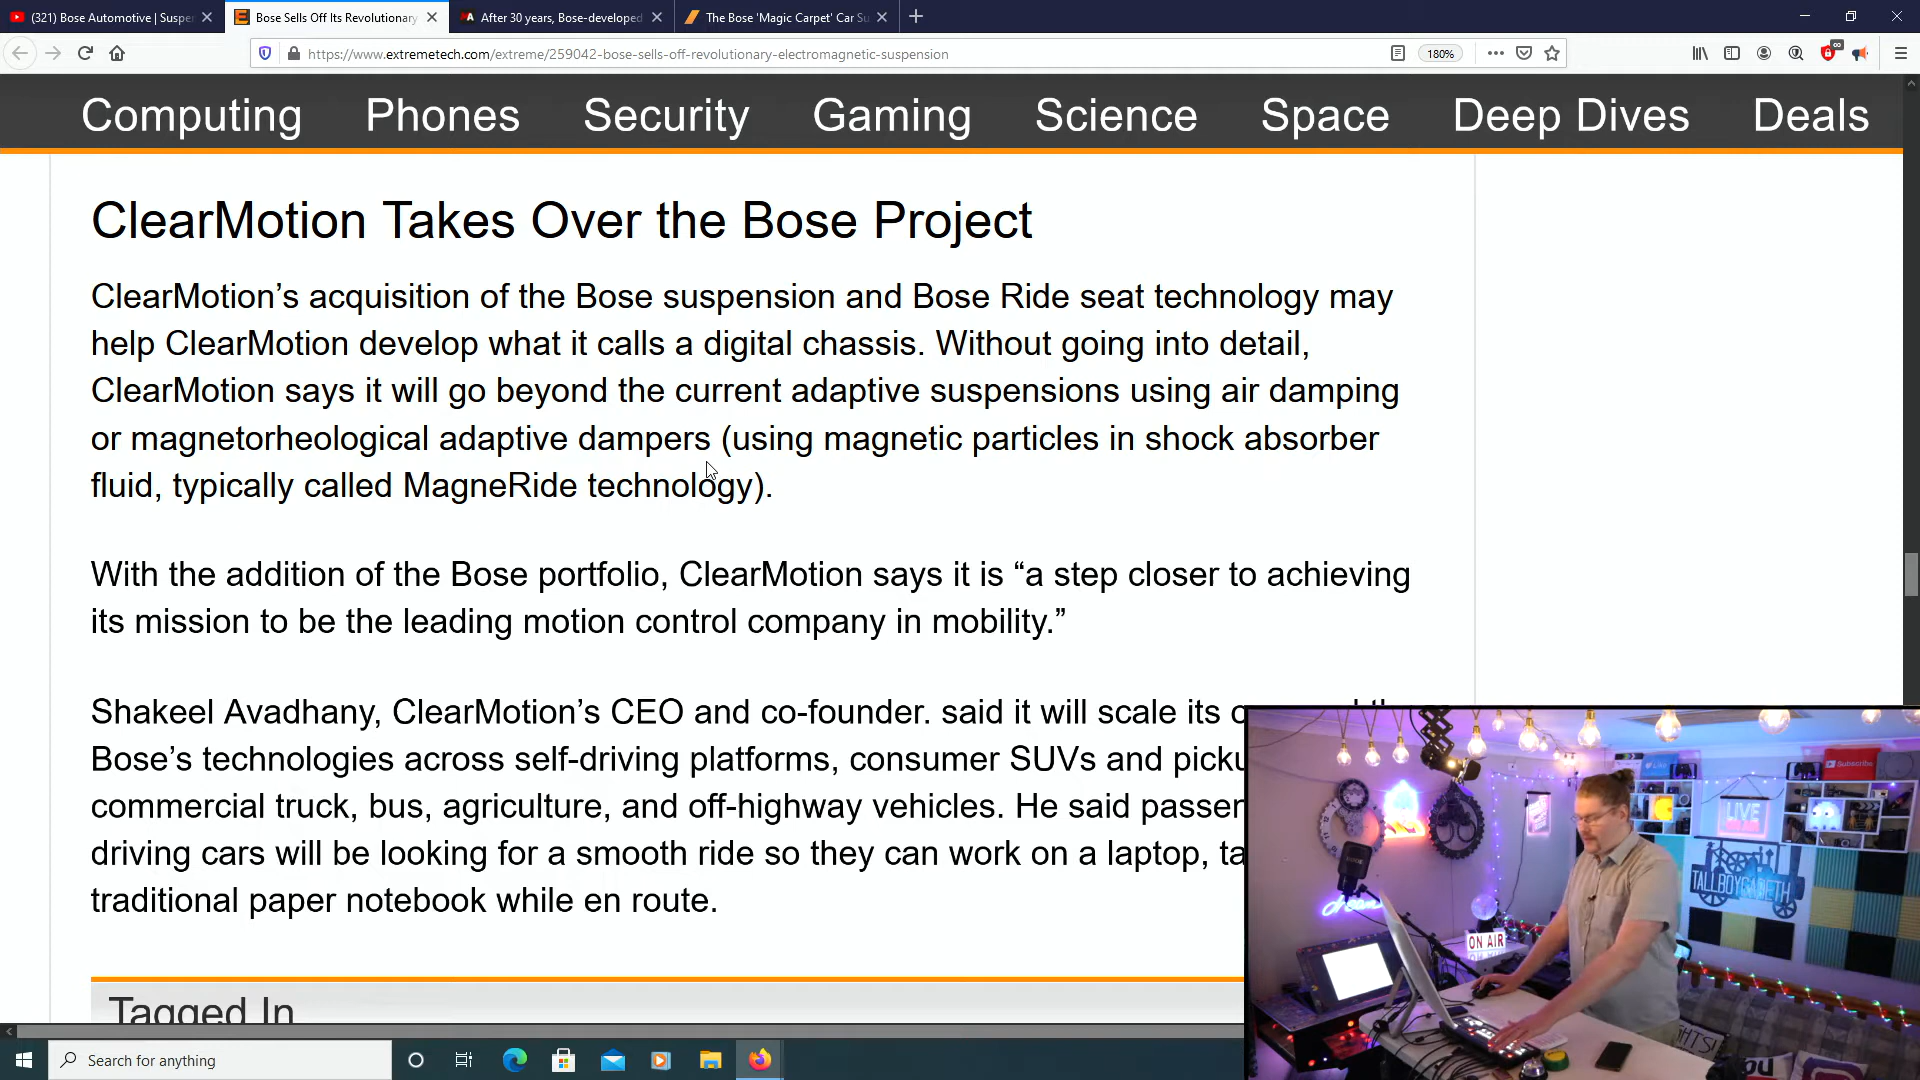 (321) Bose Automotive | Suspe
Bose Sells Off Its Revolutionary
After 30 years, Bose-developed
The Bose 'Magic Carpet' Car Su
https://www.extremetech.com/extreme/259042-bose-sells-off-revolutionary-electromagnetic-suspension
180%
Computing Phones Security Gaming Science Space Deep Dives Deals
ClearMotion Takes Over the Bose Project
ClearMotion’s acquisition of the Bose suspension and Bose Ride seat technology may
help ClearMotion develop what it calls a digital chassis. Without going into detail,
ClearMotion says it will go beyond the current adaptive suspensions using air damping
or magnetorheological adaptive dampers (using magnetic particles in shock absorber
fluid, typically called MagneRide technology).
With the addition of the Bose portfolio, ClearMotion says it is “a step closer to achieving
its mission to be the leading motion control company in mobility.”
Shakeel Avadhany, ClearMotion’s CEO and co-founder. said it will scale its
Bose’s technologies across self-driving platforms, consumer SUVs and picku
commercial truck, bus, agriculture, and off-highway vehicles. He said passen
driving cars will be looking for a smooth ride so they can work on a laptop, ta
traditional paper notebook while en route.
Tagged In
Search for anything
Like
Subscribe
LIVE
TALLBOYGARETH
dream
ON AIR